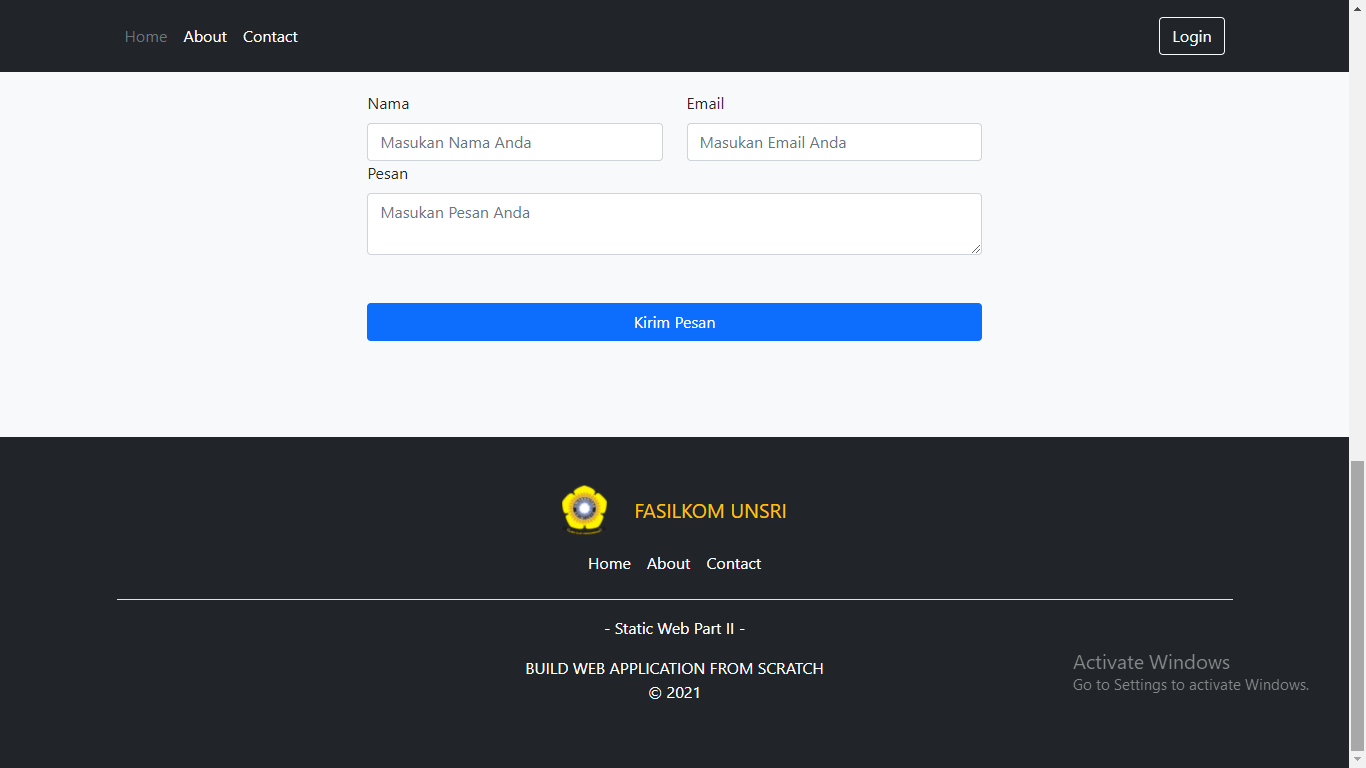 Home About Contact Login
Nama Email
Masukan Nama Anda Masukan Email Anda
Pesan
Masukan Pesan Anda
Kirim Pesan
FASILKOM UNSRI
Home About Contact
- Static Web Part II -
BUILD WEB APPLICATION FROM SCRATCH
© 2021
Activate Windows
Go to Settings to activate Windows.